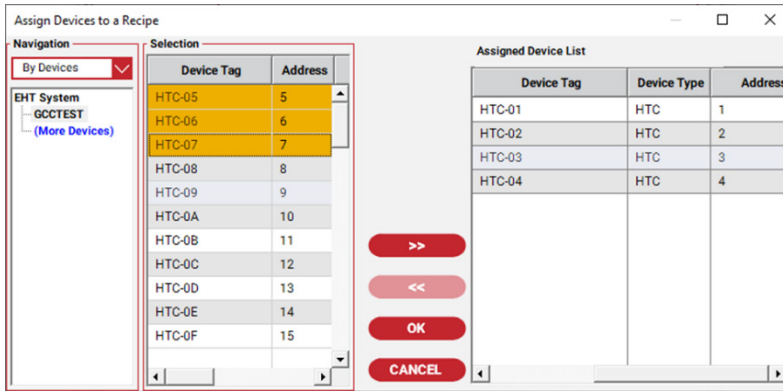 Assign Devices to a Recipe
Navigation
By Devices
EHT System
GCCTEST
(More Devices)
Selection
Device Tag Address
HTC-05 5
HTC-06 6
HTC-07 7
HTC-08 8
HTC-09 9
HTC-0A 10
HTC-0B 11
HTC-0C 12
HTC-0D 13
HTC-0E 14
HTC-0F 15
>>
<<
OK
CANCEL
Assigned Device List
Device Tag Device Type Address
HTC-01 HTC 1
HTC-02 HTC 2
HTC-03 HTC 3
HTC-04 HTC 4